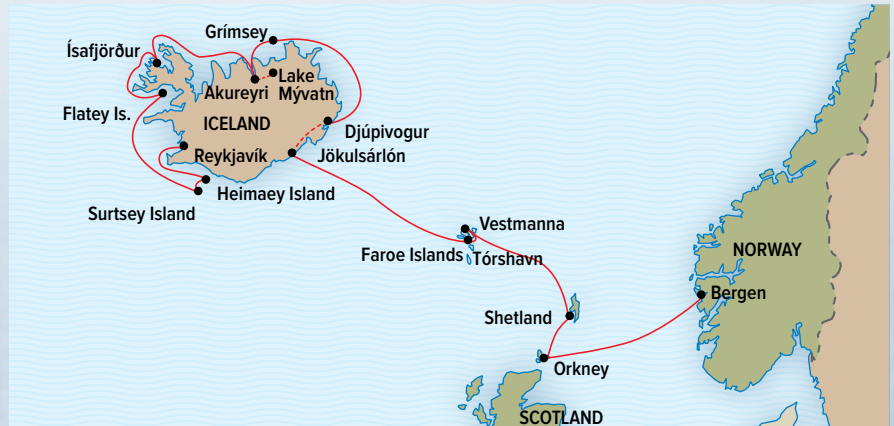 Grímsey
Ísafjörður
Lake
Mývatn
Akureyri
Flatey Is.
ICELAND
Djúpivogur
Reykjavík
Jökulsárlón
Heimaey Island
Surtsey Island
Vestmanna
Faroe Islands
Tórshavn
NORWAY
Bergen
Shetland
Orkney
SCOTLAND